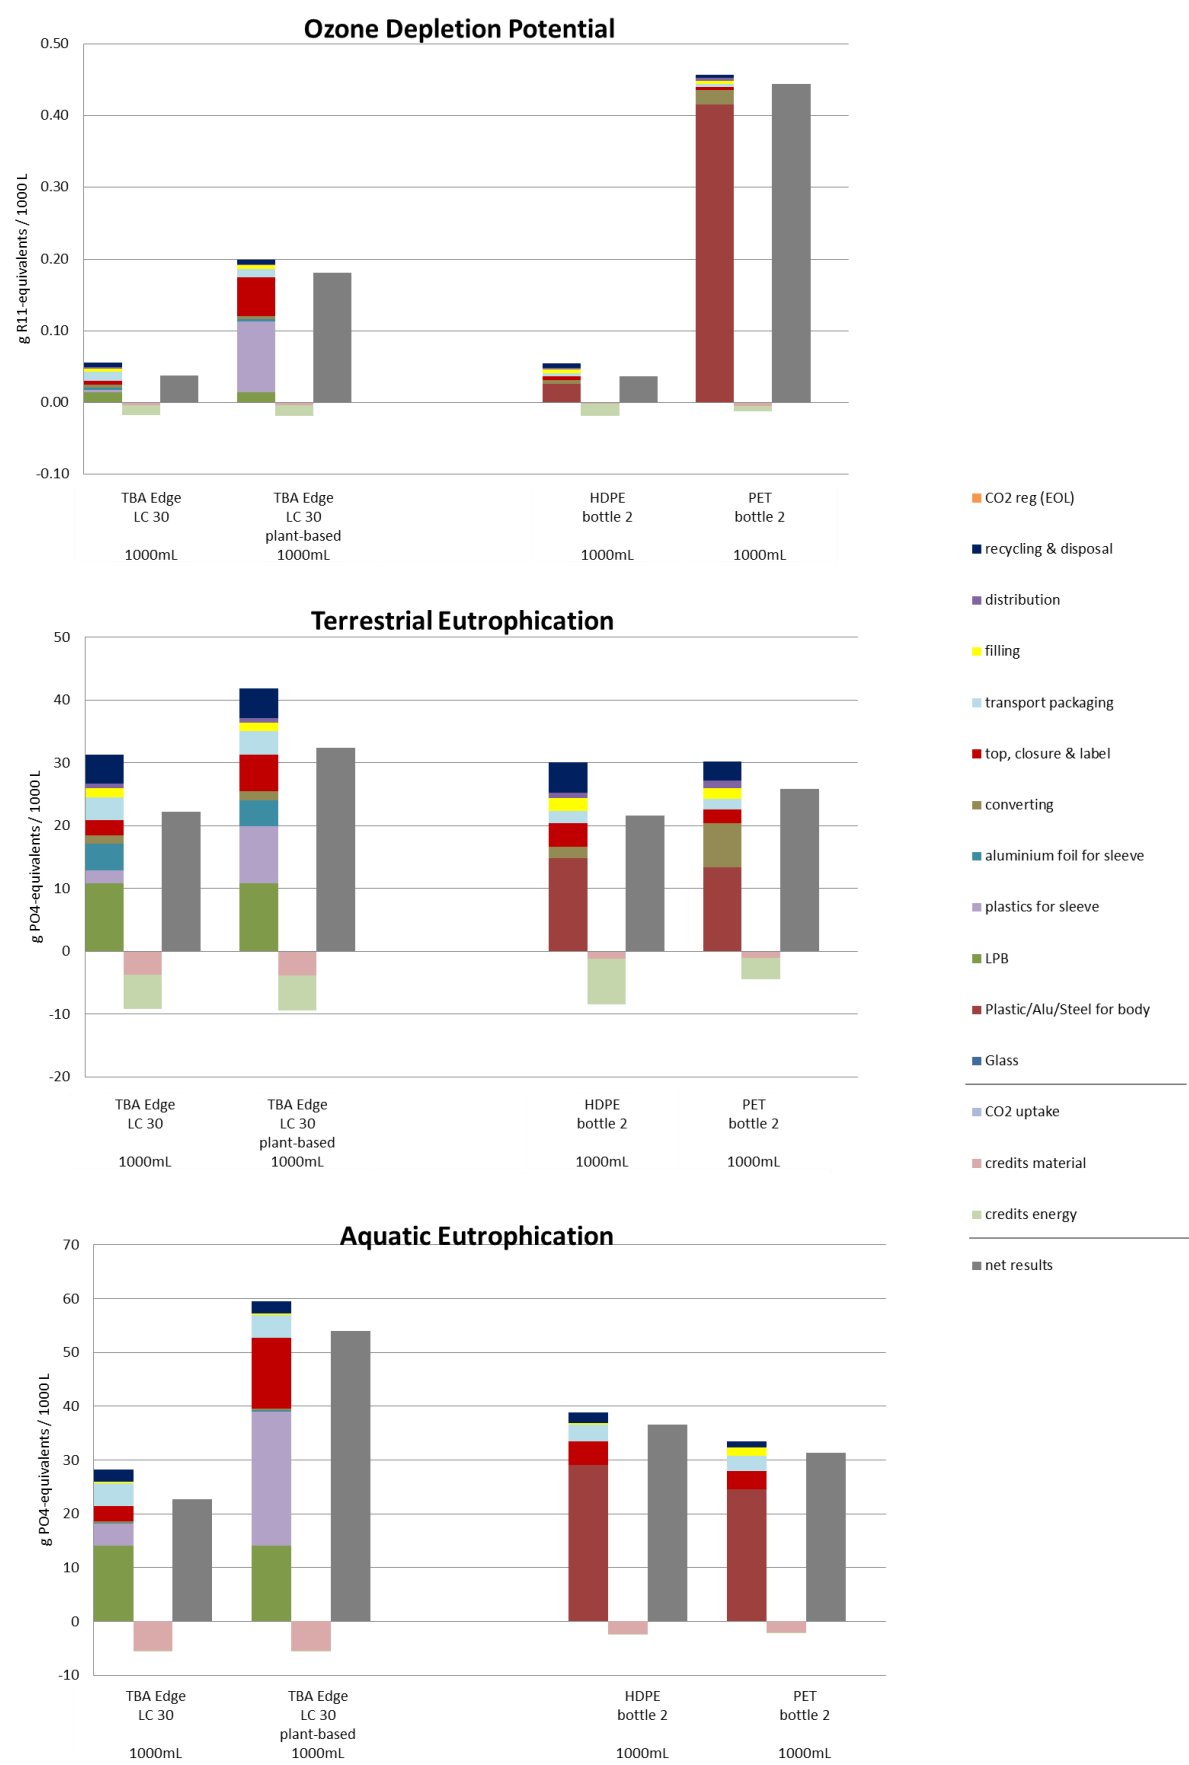 Ozone Depletion Potential
g R11-equivalents / 1000 L
0.50
0.40
0.30
0.20
0.10
0.00
-0.10
TBA Edge
LC 30
1000mL
TBA Edge
LC 30
plant-based
1000mL
HDPE
bottle 2
1000mL
PET
bottle 2
1000mL
Terrestrial Eutrophication
g PO4-equivalents / 1000 L
50
40
30
20
10
0
-10
-20
TBA Edge
LC 30
1000mL
TBA Edge
LC 30
plant-based
1000mL
HDPE
bottle 2
1000mL
PET
bottle 2
1000mL
Aquatic Eutrophication
g PO4-equivalents / 1000 L
70
60
50
40
30
20
10
0
-10
TBA Edge
LC 30
1000mL
TBA Edge
LC 30
plant-based
1000mL
HDPE
bottle 2
1000mL
PET
bottle 2
1000mL
CO2 reg (EOL)
recycling & disposal
distribution
filling
transport packaging
top, closure & label
converting
aluminium foil for sleeve
plastics for sleeve
LPB
Plastic/Alu/Steel for body
Glass
CO2 uptake
credits material
credits energy
net results